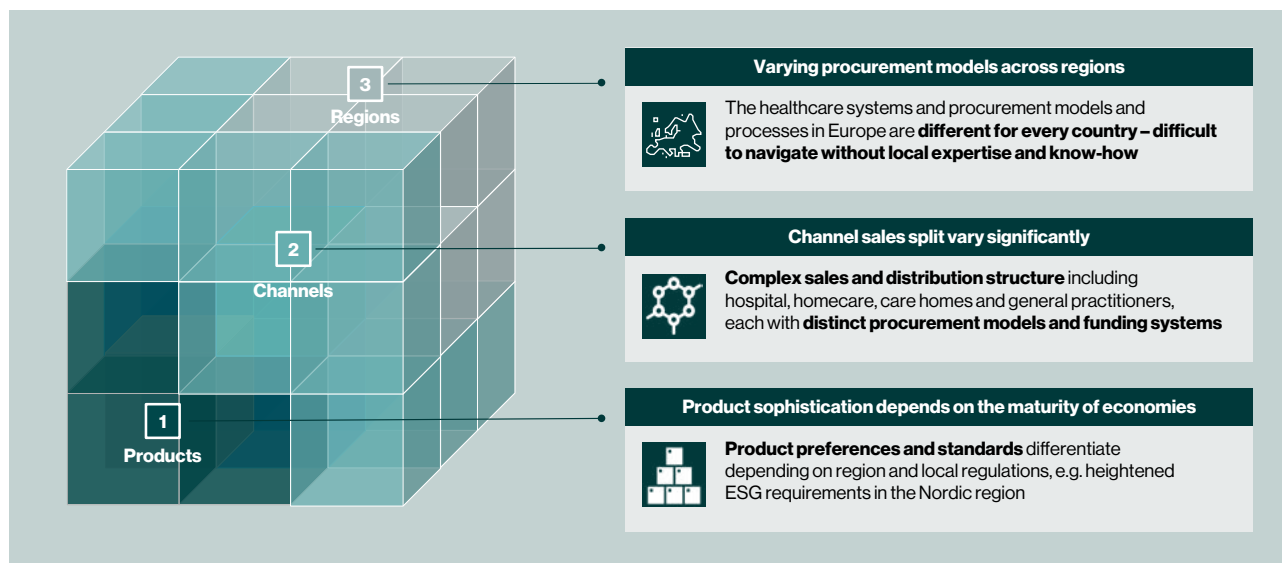 3
Regions
2
Channels
1
Products
Varying procurement models across regions
The healthcare systems and procurement models and
processes in Europe are different for every country – difficult
to navigate without local expertise and know-how
Channel sales split vary significantly
Complex sales and distribution structure including
hospital, homecare, care homes and general practitioners,
each with distinct procurement models and funding systems
Product sophistication depends on the maturity of economies
Product preferences and standards differentiate
depending on region and local regulations, e.g. heightened
ESG requirements in the Nordic region